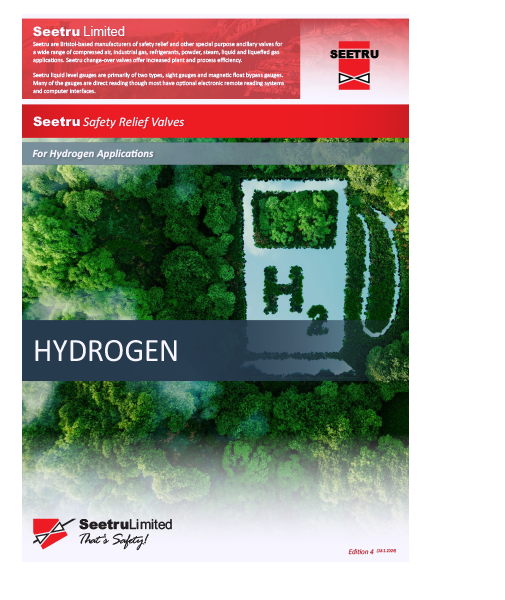 Seetru Limited
Seetru are Bristol-based manufacturers of safety relief and other special purpose ancillary valves for
a wide range of compressed air, industrial gas, refrigerants, powder, steam, liquid and liquefied gas
applications. Seetru change-over valves offer increased plant and process efficiency.
Seetru liquid level gauges are primarily of two types, sight gauges and magnetic float bypass gauges.
Many of the gauges are direct reading though most have optional electronic remote reading systems
and computer interfaces.
SEETRU
Seetru Safety Relief Valves
For Hydrogen Applications
H2
HYDROGEN
SeetruLimited
That's Safety!
Edition 4